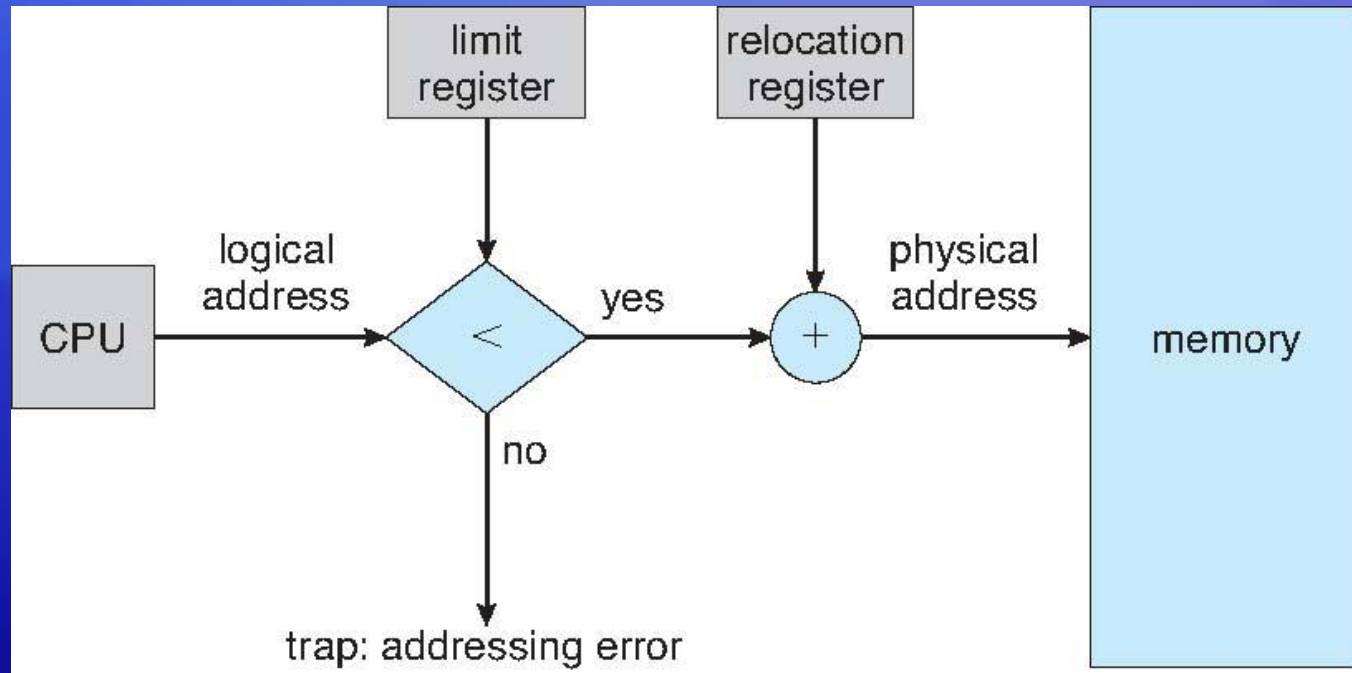 limit
register
relocation
register
logical
address
physical
address
CPU
<
yes
+
memory
no
trap: addressing error